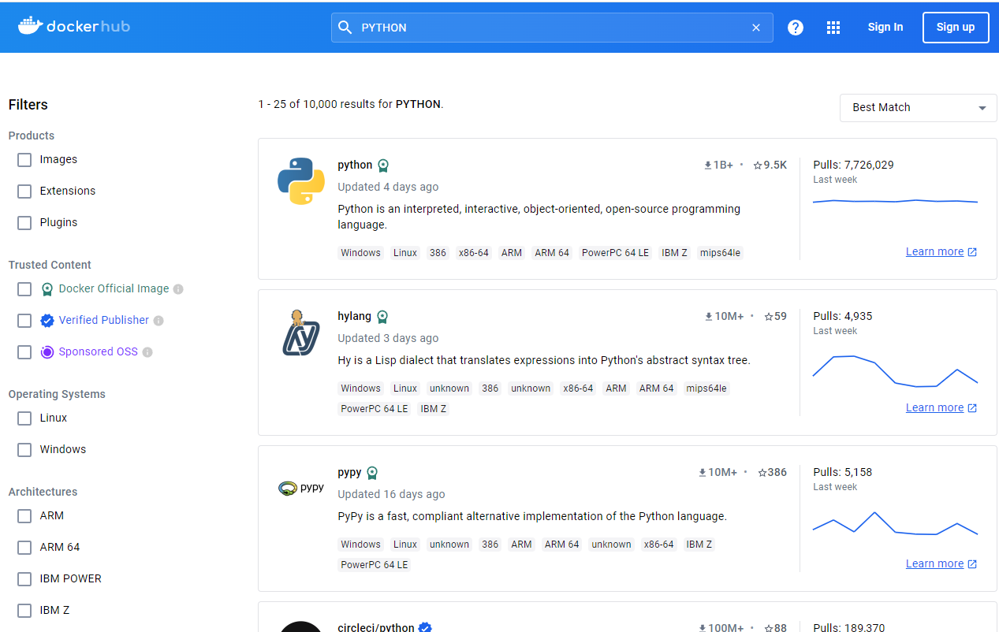 dockerhub
PYTHON
Sign In
Sign up
Filters
Products
Images
Extensions
Plugins
Trusted Content
Docker Official Image
Verified Publisher
Sponsored OSS
Operating Systems
Linux
Windows
Architectures
ARM
ARM 64
IBM POWER
IBM Z
1 - 25 of 10,000 results for PYTHON.
Best Match
python
1B+ • 9.5K
Updated 4 days ago
Python is an interpreted, interactive, object-oriented, open-source programming
language.
Windows Linux 386 x86-64 ARM ARM 64 PowerPC 64 LE IBM Z mips64le
Pulls: 7,726,029
Last week
Learn more
hylang
10M+ • 59
Updated 3 days ago
Hy is a Lisp dialect that translates expressions into Python's abstract syntax tree.
Windows Linux unknown 386 unknown x86-64 ARM ARM 64 mips64le
PowerPC 64 LE IBM Z
Pulls: 4,935
Last week
Learn more
pypy
pypy
10M+ • 386
Updated 16 days ago
PyPy is a fast, compliant alternative implementation of the Python language.
Windows Linux unknown 386 ARM ARM 64 unknown x86-64 IBM Z
PowerPC 64 LE
Pulls: 5,158
Last week
Learn more
circleci/python
100M+ • 88
Pulls: 189,370